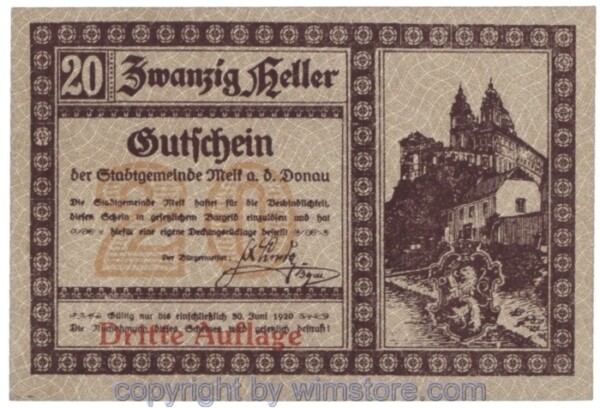 20 Zwanzig Heller
Gutschein
der Stadtgemeinde Melk a. d. Donau
20
Die Stadtgemeinde Melk haftet für die Verbindlichkeit,
diesen Schein in gesetzlichem Bargeld einzulösen und hat
hiefür eine eigene Deckungsrücklage bestellt
Der Bürgermeister:
Gültig nur bis einschließlich 30. Juni 1920
Die Nachahmung dieses Scheines wird gesetzlich bestraft!
Dritte Auflage
copyright by wimstore.com